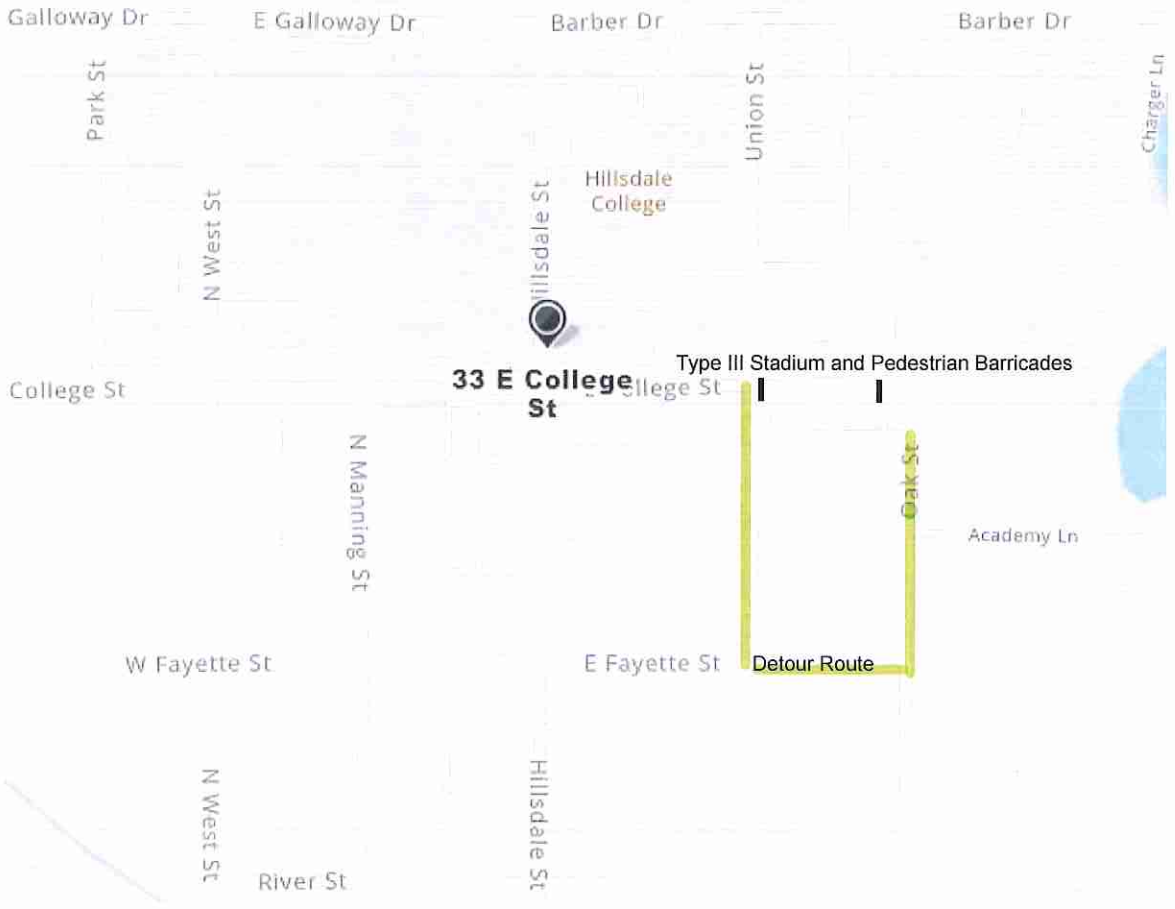 Galloway Dr
E Galloway Dr
Barber Dr
Barber Dr
Park St
Union St
Charger Ln
N West St
Hillsdale
College
illsdale St
Type III Stadium and Pedestrian Barricades
College St
33 E College
St
llege St
N Manning St
Oak St
Academy Ln
W Fayette St
E Fayette St
Detour Route
N West St
Hillsdale St
River St